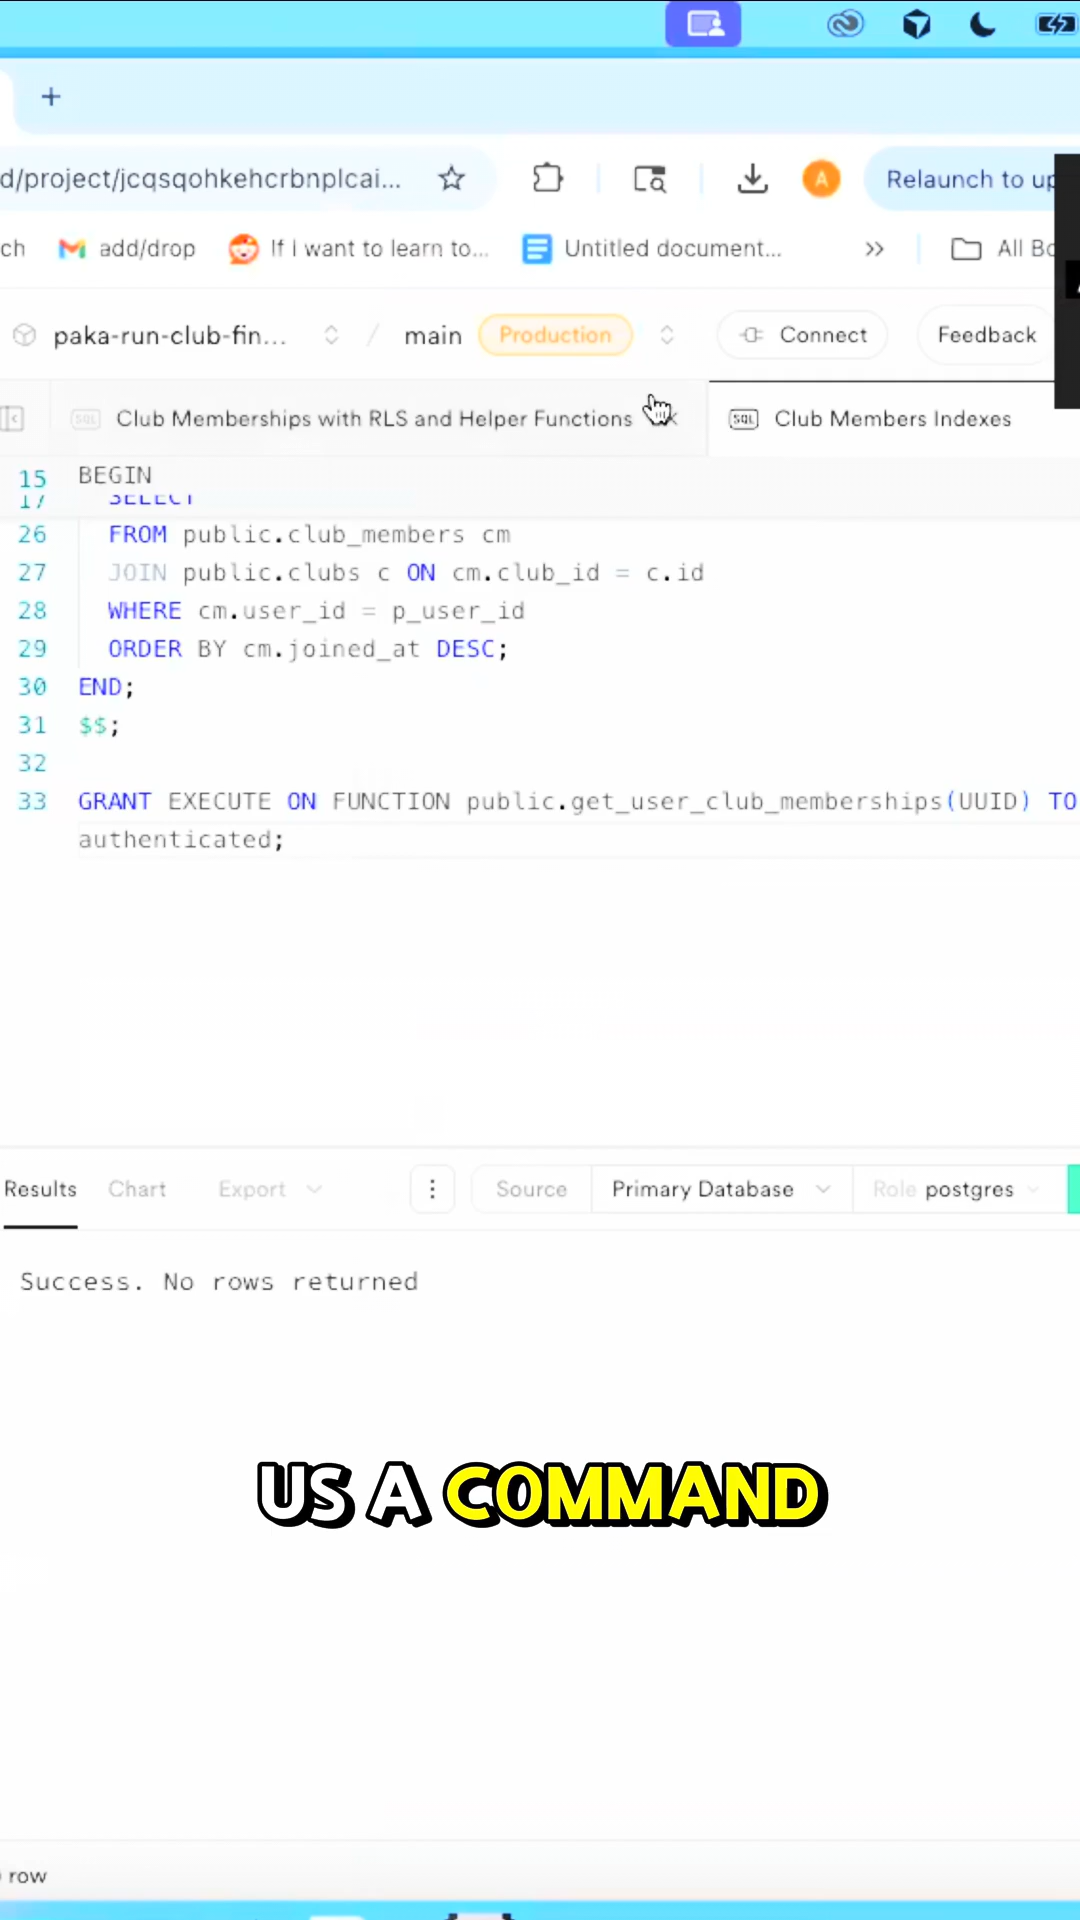 d/project/jcqsqohkehcrbnplcai...
A
Relaunch to up
ch
add/drop
If I want to learn to...
Untitled document...
»
All Bo
paka-run-club-fin...
/
main
Production
Connect
Feedback
SQL Club Memberships with RLS and Helper Functions
SQL Club Members Indexes
15 BEGIN
17 SELECT
26 FROM public.club_members cm
27 JOIN public.clubs c ON cm.club_id = c.id
28 WHERE cm.user_id = p_user_id
29 ORDER BY cm.joined_at DESC;
30 END;
31 $$;
32
33 GRANT EXECUTE ON FUNCTION public.get_user_club_memberships(UUID) TO
authenticated;
Results
Chart
Export
Source
Primary Database
Role postgres
Success. No rows returned
US A COMMAND
row